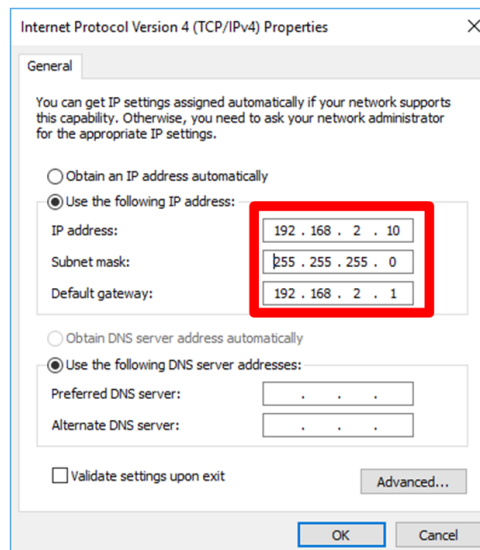 Internet Protocol Version 4 (TCP/IPv4) Properties
General
You can get IP settings assigned automatically if your network supports
this capability. Otherwise, you need to ask your network administrator
for the appropriate IP settings.
Obtain an IP address automatically
Use the following IP address:
IP address: 192 . 168 . 2 . 10
Subnet mask: 255 . 255 . 255 . 0
Default gateway: 192 . 168 . 2 . 1
Obtain DNS server address automatically
Use the following DNS server addresses:
Preferred DNS server: . . .
Alternate DNS server: . . .
Validate settings upon exit
Advanced...
OK Cancel